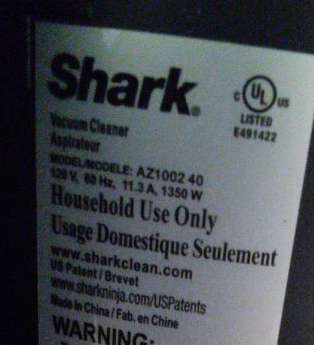 Shark®
c UL US
LISTED
E491422
Vacuum Cleaner
Aspirateur
MODEL/MODELE: AZ1002 40
120 V, 60 Hz, 11.3 A, 1350 W
Household Use Only
Usage Domestique Seulement
www.sharkclean.com
US Patent / Brevet
www.sharkninja.com/USPatents
Made in China / Fab. en Chine
WARNING: